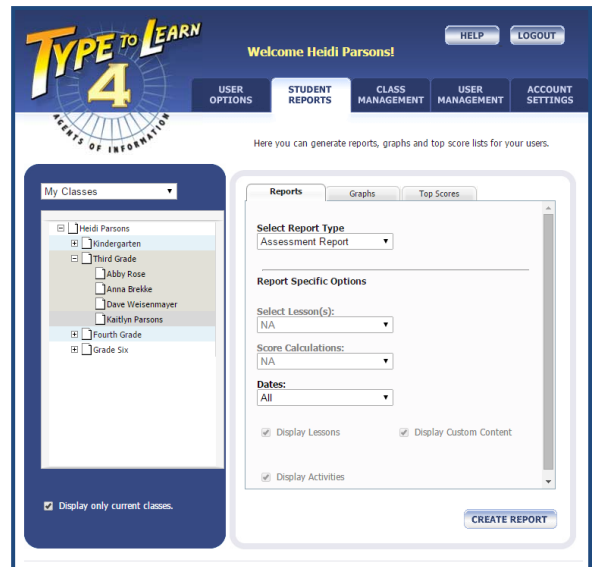 TYPE TO LEARN
4
AGENTS OF INFORMATION
Welcome Heidi Parsons!
HELP
LOGOUT
USER OPTIONS
STUDENT REPORTS
CLASS MANAGEMENT
USER MANAGEMENT
ACCOUNT SETTINGS
Here you can generate reports, graphs and top score lists for your users.
My Classes
Heidi Parsons
Kindergarten
Third Grade
Abby Rose
Anna Brekke
Dave Weisenmayer
Kaitlyn Parsons
Fourth Grade
Grade Six
Display only current classes.
Reports
Graphs
Top Scores
Select Report Type
Assessment Report
Report Specific Options
Select Lesson(s):
NA
Score Calculations:
NA
Dates:
All
Display Lessons
Display Custom Content
Display Activities
CREATE REPORT